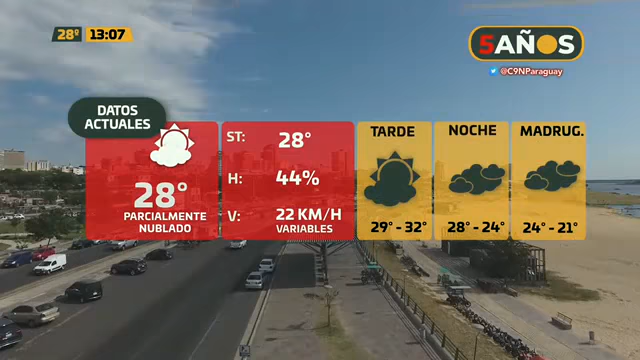 28º 13:07
5AÑOS
@C9NParaguay
DATOS
ACTUALES
28°
PARCIALMENTE
NUBLADO
ST: 28°
H: 44%
V: 22 KM/H
VARIABLES
TARDE
29° - 32°
NOCHE
28° - 24°
MADRUG.
24° - 21°